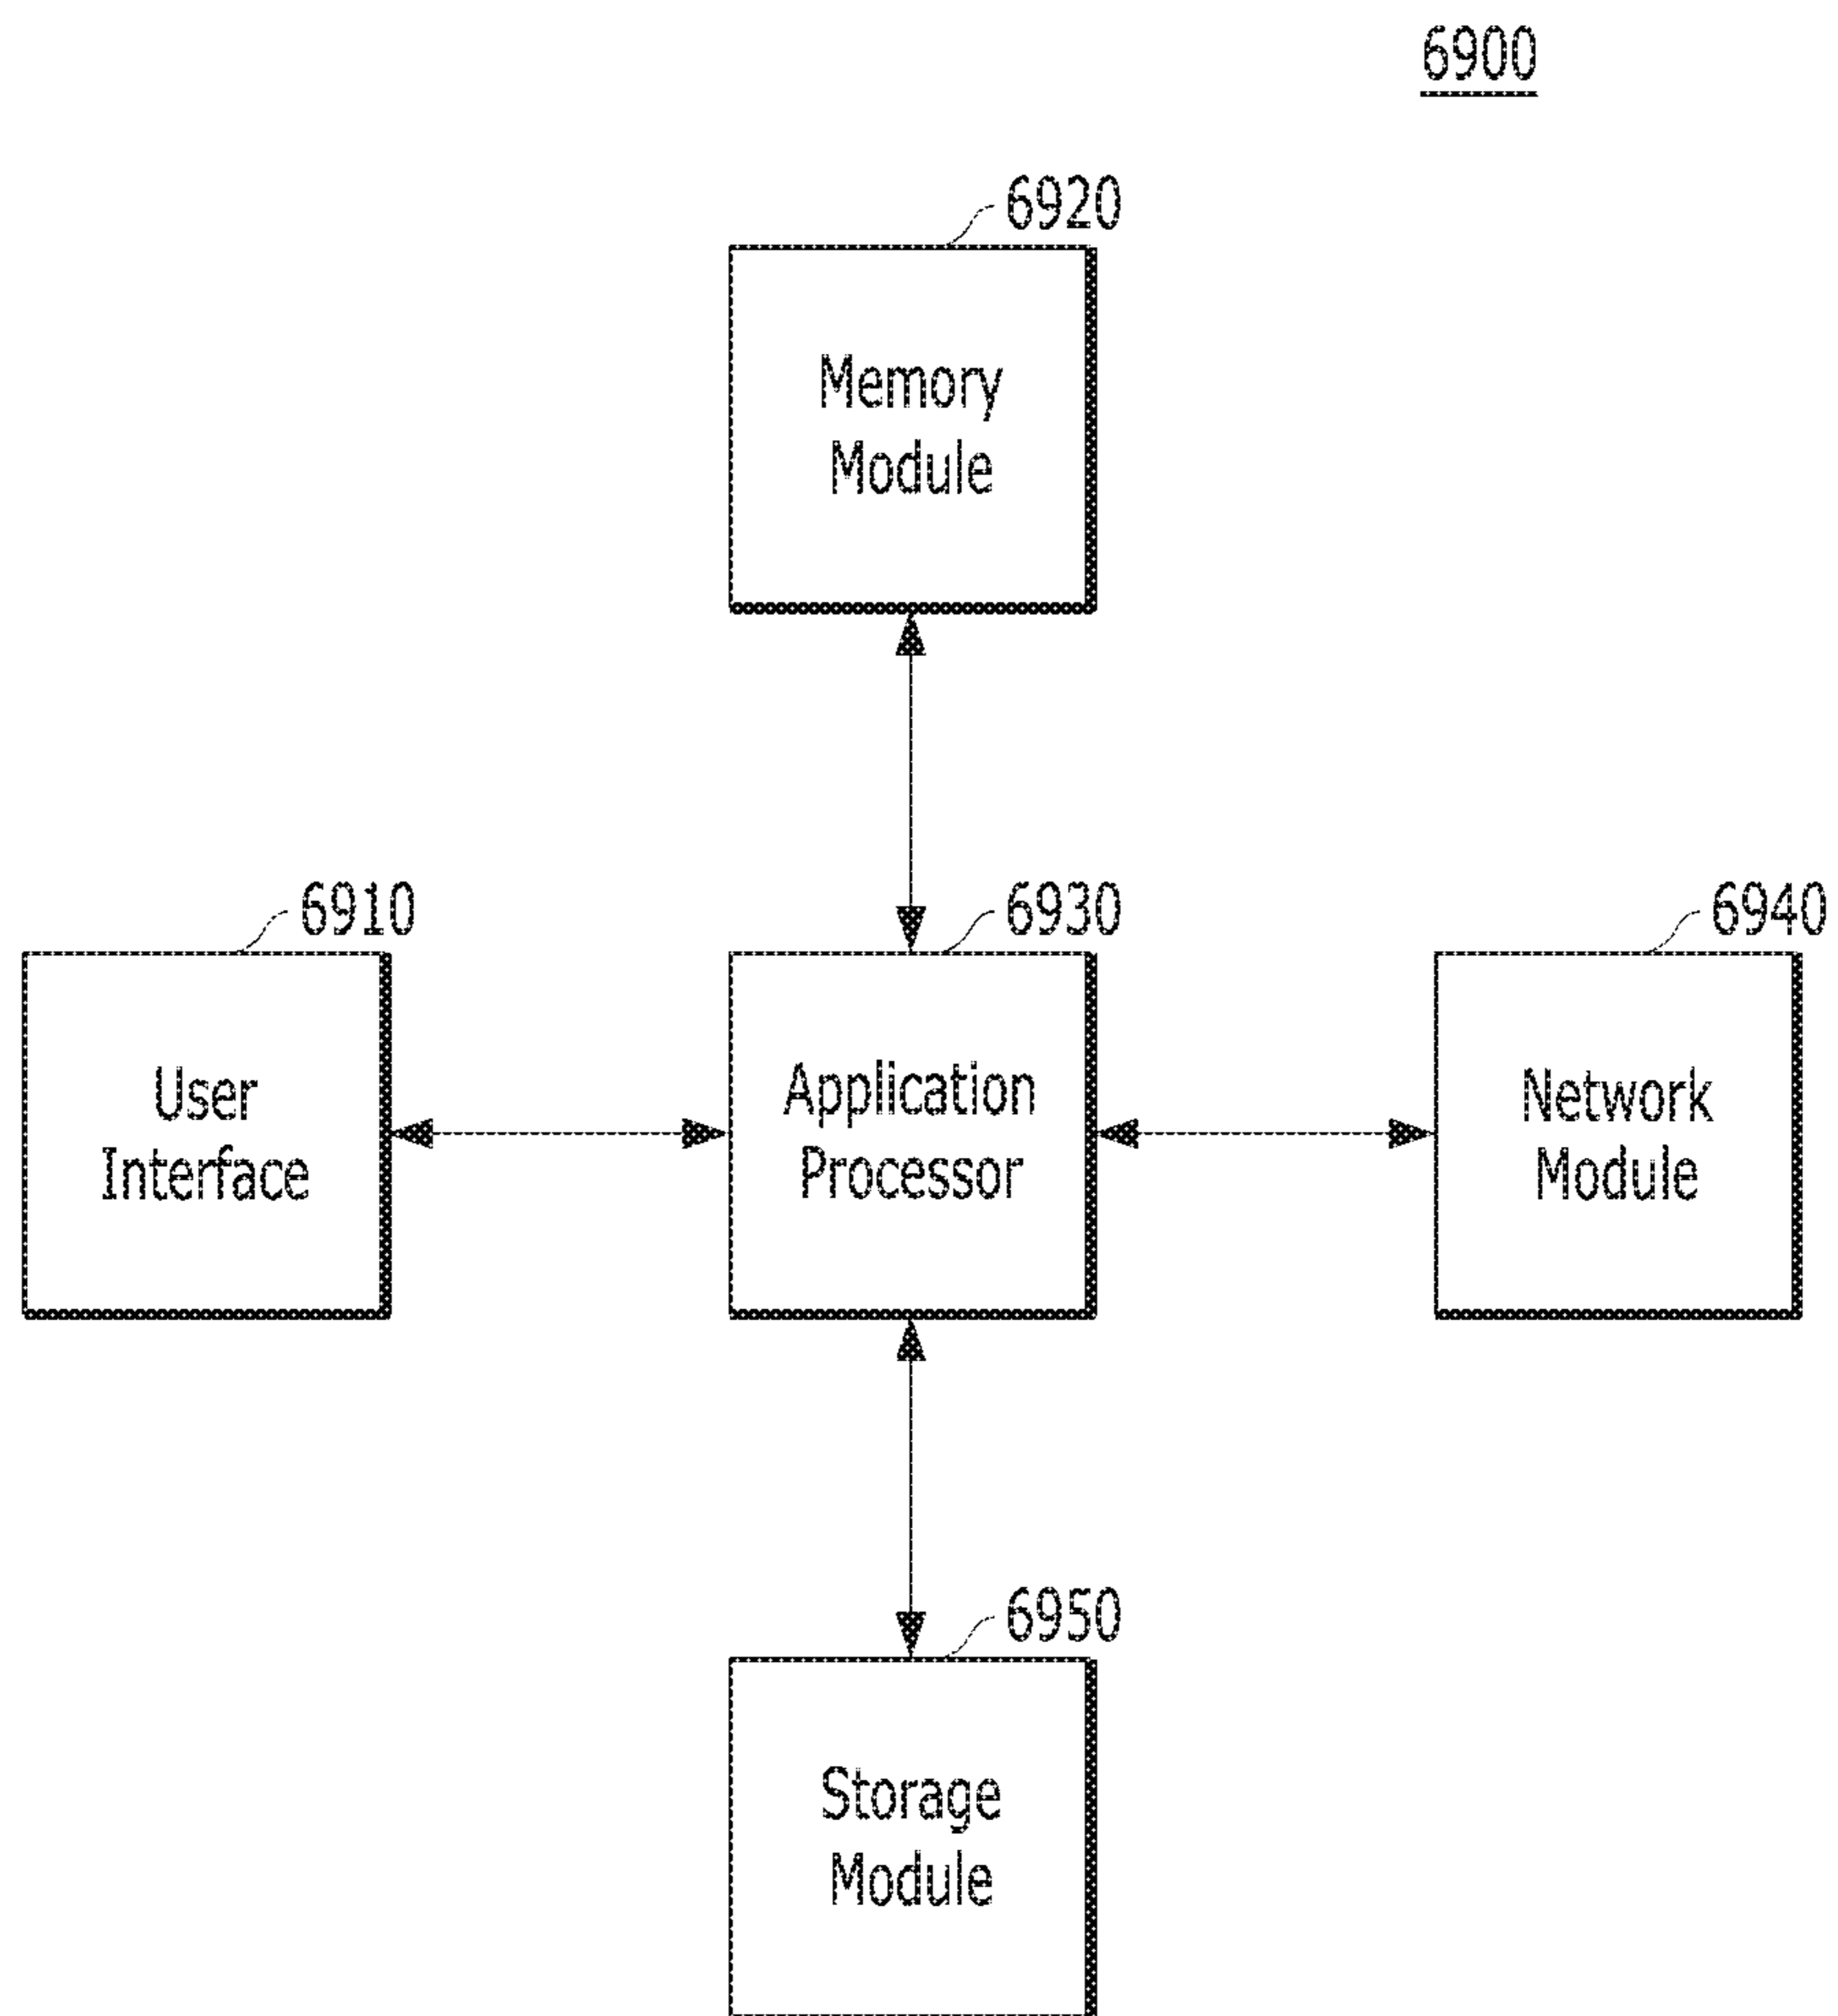 6900
6920
Memory
Module
6910
6930
6940
User
Interface
Application
Processor
Network
Module
6950
Storage
Module